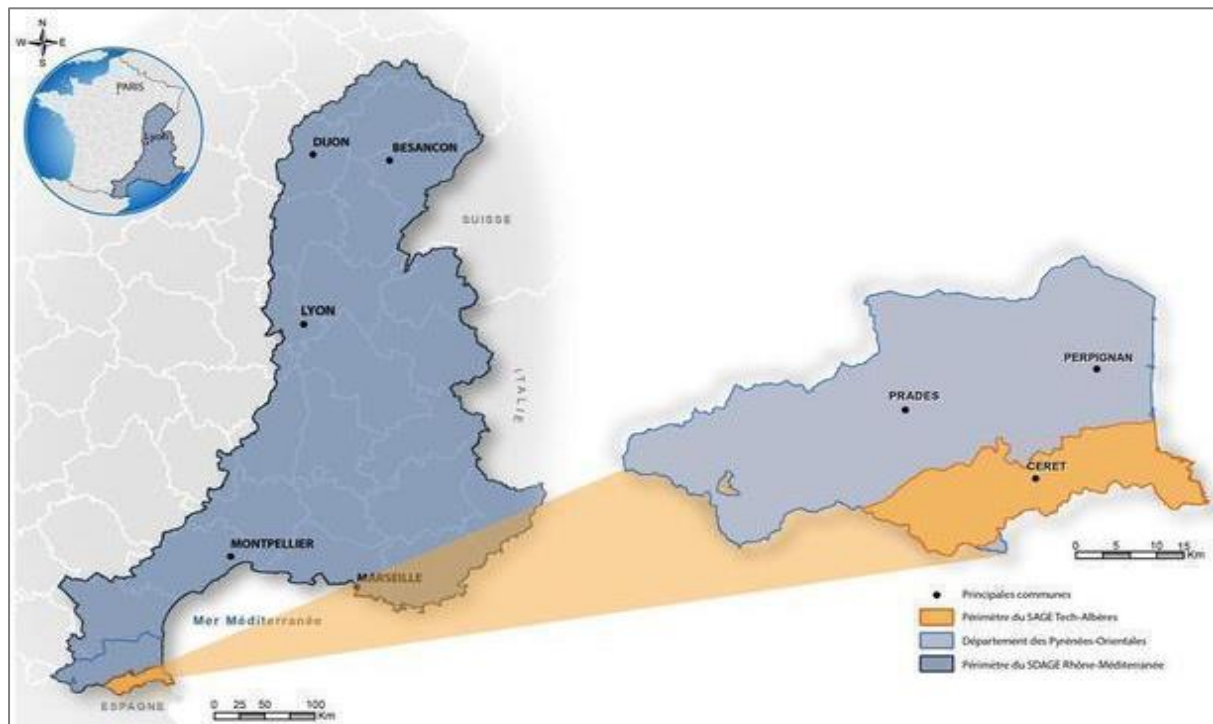 N
W E
S
PARIS
Lyon
DIJON
BESANCON
SUISSE
LYON
ITALIE
MONTPELLIER
MARSEILLE
Mer Méditerranée
ESPAGNE
0 25 50 100
Km
PERPIGNAN
PRADES
CERET
0 5 10 15
Km
Principales communes
Périmètre du SAGE Tech-Albères
Département des Pyrénées-Orientales
Périmètre du SDAGE Rhône-Méditerranée